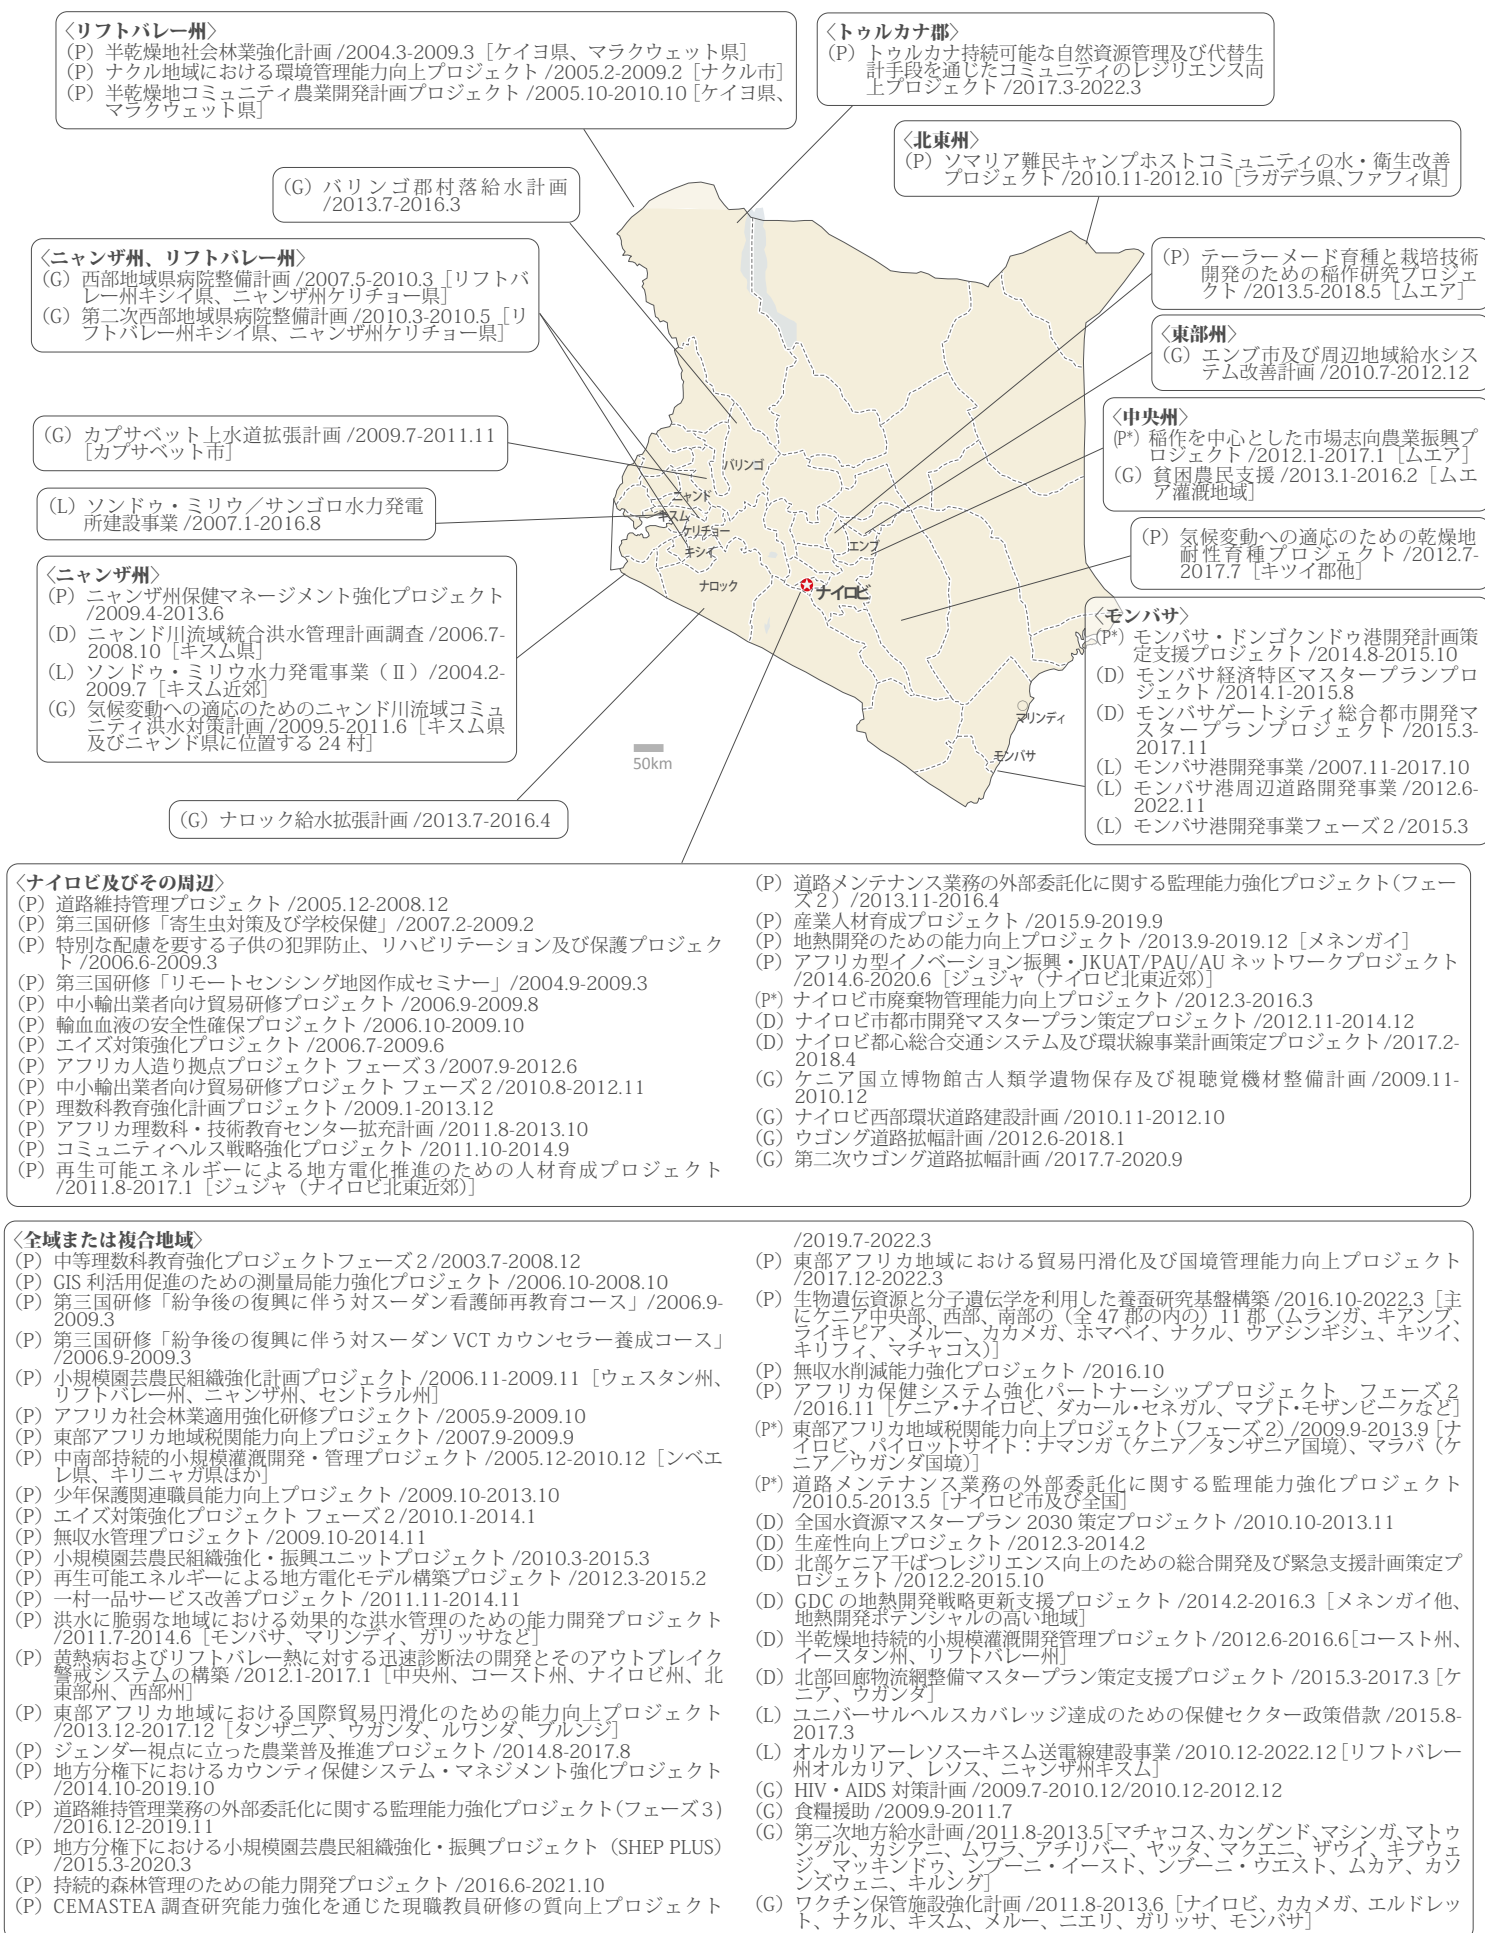 〈リフトバレー州〉
(P) 半乾燥地社会林業強化計画 /2004.3-2009.3［ケイヨ県、マラクウェット県］
(P) ナクル地域における環境管理能力向上プロジェクト /2005.2-2009.2［ナクル市］
(P) 半乾燥地コミュニティ農業開発計画プロジェクト /2005.10-2010.10［ケイヨ県、
マラクウェット県］
〈トゥルカナ郡〉
(P) トゥルカナ持続可能な自然資源管理及び代替生
計手段を通じたコミュニティのレジリエンス向
上プロジェクト /2017.3-2022.3
〈北東州〉
(P) ソマリア難民キャンプホストコミュニティの水・衛生改善
プロジェクト /2010.11-2012.10［ラガデラ県、ファフィ県］
(G) バリンゴ郡村落給水計画
/2013.7-2016.3
〈ニャンザ州、リフトバレー州〉
(G) 西部地域県病院整備計画 /2007.5-2010.3［リフトバ
レー州キシイ県、ニャンザ州ケリチョー県］
(G) 第二次西部地域県病院整備計画 /2010.3-2010.5［リ
フトバレー州キシイ県、ニャンザ州ケリチョー県］
(P) テーラーメード育種と栽培技術
開発のための稲作研究プロジェ
クト /2013.5-2018.5［ムエア］
〈東部州〉
(G) エンブ市及び周辺地域給水シス
テム改善計画 /2010.7-2012.12
〈中央州〉
(P*) 稲作を中心とした市場志向農業振興プ
ロジェクト /2012.1-2017.1［ムエア］
(G) 貧困農民支援 /2013.1-2016.2［ムエ
ア灌漑地域］
(G) カプサベット上水道拡張計画 /2009.7-2011.11
［カプサベット市］
(L) ソンドゥ・ミリウ／サンゴロ水力発電
所建設事業 /2007.1-2016.8
(P) 気候変動への適応のための乾燥地
耐性育種プロジェクト /2012.7-
2017.7［キツイ郡他］
〈ニャンザ州〉
(P) ニャンザ州保健マネージメント強化プロジェクト
/2009.4-2013.6
(D) ニャンド川流域統合洪水管理計画調査 /2006.7-
2008.10［キスム県］
(L) ソンドゥ・ミリウ水力発電事業（Ⅱ）/2004.2-
2009.7［キスム近郊］
(G) 気候変動への適応のためのニャンド川流域コミュ
ニティ洪水対策計画 /2009.5-2011.6［キスム県
及びニャンド県に位置する 24 村］
〈モンバサ〉
(P*) モンバサ・ドンゴクンドゥ港開発計画策
定支援プロジェクト /2014.8-2015.10
(D) モンバサ経済特区マスタープランプロ
ジェクト /2014.1-2015.8
(D) モンバサゲートシティ総合都市開発マ
スタープランプロジェクト /2015.3-
2017.11
(L) モンバサ港開発事業 /2007.11-2017.10
(L) モンバサ港周辺道路開発事業 /2012.6-
2022.11
(L) モンバサ港開発事業フェーズ２/2015.3
バリンゴ
ニャンド
キスム
ケリチョー
キシイ
エンブ
ナロック
ナイロビ
マリンディ
モンバサ
50km
(G) ナロック給水拡張計画 /2013.7-2016.4
〈ナイロビ及びその周辺〉
(P) 道路維持管理プロジェクト /2005.12-2008.12
(P) 第三国研修「寄生虫対策及び学校保健」/2007.2-2009.2
(P) 特別な配慮を要する子供の犯罪防止、リハビリテーション及び保護プロジェク
ト /2006.6-2009.3
(P) 第三国研修「リモートセンシング地図作成セミナー」/2004.9-2009.3
(P) 中小輸出業者向け貿易研修プロジェクト /2006.9-2009.8
(P) 輸血血液の安全性確保プロジェクト /2006.10-2009.10
(P) エイズ対策強化プロジェクト /2006.7-2009.6
(P) アフリカ人造り拠点プロジェクト フェーズ３/2007.9-2012.6
(P) 中小輸出業者向け貿易研修プロジェクト フェーズ２/2010.8-2012.11
(P) 理数科教育強化計画プロジェクト /2009.1-2013.12
(P) アフリカ理数科・技術教育センター拡充計画 /2011.8-2013.10
(P) コミュニティヘルス戦略強化プロジェクト /2011.10-2014.9
(P) 再生可能エネルギーによる地方電化推進のための人材育成プロジェクト
/2011.8-2017.1［ジュジャ（ナイロビ北東近郊）］
(P) 道路メンテナンス業務の外部委託化に関する監理能力強化プロジェクト（フェー
ズ２）/2013.11-2016.4
(P) 産業人材育成プロジェクト /2015.9-2019.9
(P) 地熱開発のための能力向上プロジェクト /2013.9-2019.12［メネンガイ］
(P) アフリカ型イノベーション振興・JKUAT/PAU/AU ネットワークプロジェクト
/2014.6-2020.6［ジュジャ（ナイロビ北東近郊）］
(P*) ナイロビ市廃棄物管理能力向上プロジェクト /2012.3-2016.3
(D) ナイロビ市都市開発マスタープラン策定プロジェクト /2012.11-2014.12
(D) ナイロビ都心総合交通システム及び環状線事業計画策定プロジェクト /2017.2-
2018.4
(G) ケニア国立博物館古人類学遺物保存及び視聴覚機材整備計画 /2009.11-
2010.12
(G) ナイロビ西部環状道路建設計画 /2010.11-2012.10
(G) ウゴング道路拡幅計画 /2012.6-2018.1
(G) 第二次ウゴング道路拡幅計画 /2017.7-2020.9
〈全域または複合地域〉
(P) 中等理数科教育強化プロジェクトフェーズ２/2003.7-2008.12
(P) GIS 利活用促進のための測量局能力強化プロジェクト /2006.10-2008.10
(P) 第三国研修「紛争後の復興に伴う対スーダン看護師再教育コース」/2006.9-
2009.3
(P) 第三国研修「紛争後の復興に伴う対スーダン VCT カウンセラー養成コース」
/2006.9-2009.3
(P) 小規模園芸農民組織強化計画プロジェクト /2006.11-2009.11［ウェスタン州、
リフトバレー州、ニャンザ州、セントラル州］
(P) アフリカ社会林業適用強化研修プロジェクト /2005.9-2009.10
(P) 東部アフリカ地域税関能力向上プロジェクト /2007.9-2009.9
(P) 中南部持続的小規模灌漑開発・管理プロジェクト /2005.12-2010.12［ンベエ
レ県、キリニャガ県ほか］
(P) 少年保護関連職員能力向上プロジェクト /2009.10-2013.10
(P) エイズ対策強化プロジェクト フェーズ２/2010.1-2014.1
(P) 無収水管理プロジェクト /2009.10-2014.11
(P) 小規模園芸農民組織強化・振興ユニットプロジェクト /2010.3-2015.3
(P) 再生可能エネルギーによる地方電化モデル構築プロジェクト /2012.3-2015.2
(P) 一村一品サービス改善プロジェクト /2011.11-2014.11
(P) 洪水に脆弱な地域における効果的な洪水管理のための能力開発プロジェクト
/2011.7-2014.6［モンバサ、マリンディ、ガリッサなど］
(P) 黄熱病およびリフトバレー熱に対する迅速診断法の開発とそのアウトブレイク
警戒システムの構築 /2012.1-2017.1［中央州、コースト州、ナイロビ州、北
東部州、西部州］
(P) 東部アフリカ地域における国際貿易円滑化のための能力向上プロジェクト
/2013.12-2017.12［タンザニア、ウガンダ、ルワンダ、ブルンジ］
(P) ジェンダー視点に立った農業普及推進プロジェクト /2014.8-2017.8
(P) 地方分権下におけるカウンティ保健システム・マネジメント強化プロジェクト
/2014.10-2019.10
(P) 道路維持管理業務の外部委託化に関する監理能力強化プロジェクト（フェーズ３）
/2016.12-2019.11
(P) 地方分権下における小規模園芸農民組織強化・振興プロジェクト（SHEP PLUS）
/2015.3-2020.3
(P) 持続的森林管理のための能力開発プロジェクト /2016.6-2021.10
(P) CEMASTEA 調査研究能力強化を通じた現職教員研修の質向上プロジェクト
/2019.7-2022.3
(P) 東部アフリカ地域における貿易円滑化及び国境管理能力向上プロジェクト
/2017.12-2022.3
(P) 生物遺伝資源と分子遺伝学を利用した養蚕研究基盤構築 /2016.10-2022.3［主
にケニア中央部、西部、南部の（全 47 郡の内の）11 郡（ムランガ、キアンブ、
ライキピア、メルー、カカメガ、ホマベイ、ナクル、ウアシンギシュ、キツイ、
キリフィ、マチャコス）］
(P) 無収水削減能力強化プロジェクト /2016.10
(P) アフリカ保健システム強化パートナーシッププロジェクト フェーズ２
/2016.11［ケニア・ナイロビ、ダカール・セネガル、マプト・モザンビークなど］
(P*) 東部アフリカ地域税関能力向上プロジェクト（フェーズ２）/2009.9-2013.9［ナ
イロビ、パイロットサイト：ナマンガ（ケニア／タンザニア国境）、マラバ（ケ
ニア／ウガンダ国境）］
(P*) 道路メンテナンス業務の外部委託化に関する監理能力強化プロジェクト
/2010.5-2013.5［ナイロビ市及び全国］
(D) 全国水資源マスタープラン 2030 策定プロジェクト /2010.10-2013.11
(D) 生産性向上プロジェクト /2012.3-2014.2
(D) 北部ケニア干ばつレジリエンス向上のための総合開発及び緊急支援計画策定プ
ロジェクト /2012.2-2015.10
(D) GDC の地熱開発戦略更新支援プロジェクト /2014.2-2016.3［メネンガイ他、
地熱開発ポテンシャルの高い地域］
(D) 半乾燥地持続的小規模灌漑開発管理プロジェクト /2012.6-2016.6［コースト州、
イースタン州、リフトバレー州］
(D) 北部回廊物流網整備マスタープラン策定支援プロジェクト /2015.3-2017.3［ケ
ニア、ウガンダ］
(L) ユニバーサルヘルスカバレッジ達成のための保健セクター政策借款 /2015.8-
2017.3
(L) オルカリアーレソスーキスム送電線建設事業 /2010.12-2022.12［リフトバレー
州オルカリア、レソス、ニャンザ州キスム］
(G) HIV・AIDS 対策計画 /2009.7-2010.12/2010.12-2012.12
(G) 食糧援助 /2009.9-2011.7
(G) 第二次地方給水計画 /2011.8-2013.5［マチャコス、カングンド、マシンガ、マトゥ
ングル、カシアニ、ムワラ、アチリバー、ヤッタ、マクエニ、ザウイ、キブウェ
ジ、マッキンドゥ、ンブーニ・イースト、ンブーニ・ウエスト、ムカア、カソ
ンズウェニ、キルング］
(G) ワクチン保管施設強化計画 /2011.8-2013.6［ナイロビ、カカメガ、エルドレッ
ト、ナクル、キスム、メルー、ニエリ、ガリッサ、モンバサ］